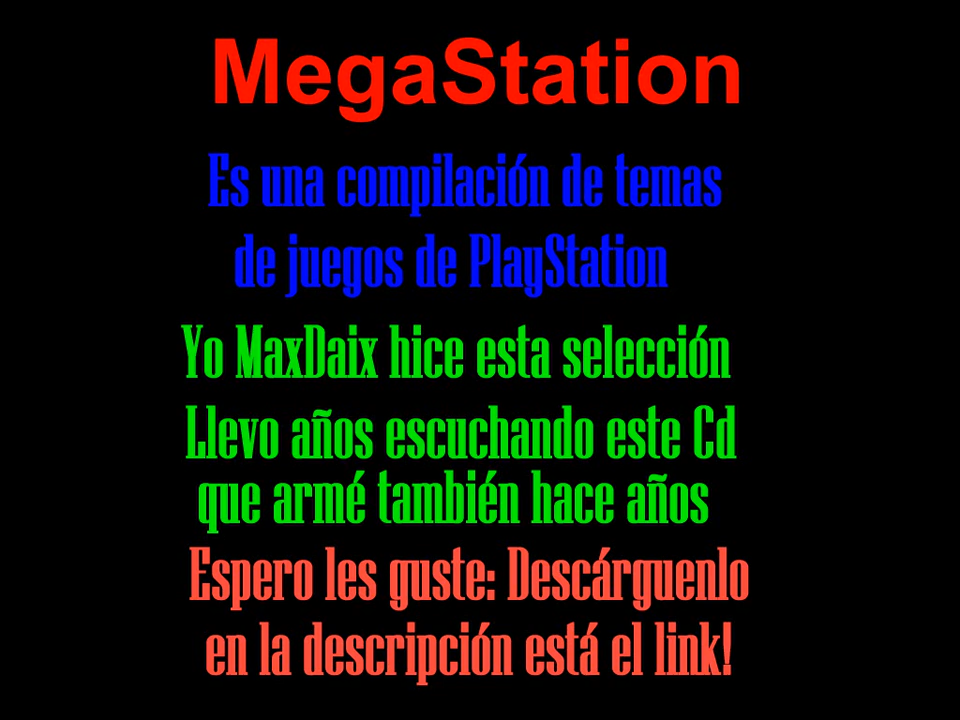 MegaStation
Es una compilación de temas
de juegos de PlayStation
Yo MaxDaix hice esta selección
Llevo años escuchando este Cd
que armé también hace años
Espero les guste: Descárguenlo
en la descripción está el link!